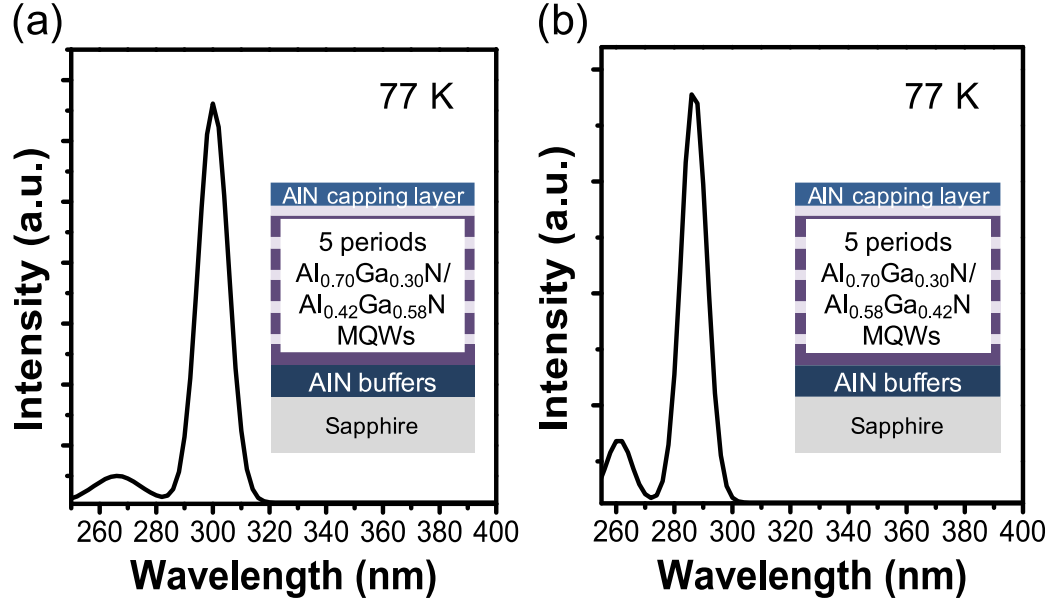 (a)
Intensity (a.u.)
77 K
AlN capping layer
5 periods
Al0.70Ga0.30N/
Al0.42Ga0.58N
MQWs
AlN buffers
Sapphire
260 280 300 320 340 360 380 400
Wavelength (nm)
(b)
Intensity (a.u.)
77 K
AlN capping layer
5 periods
Al0.70Ga0.30N/
Al0.58Ga0.42N
MQWs
AlN buffers
Sapphire
260 280 300 320 340 360 380 400
Wavelength (nm)